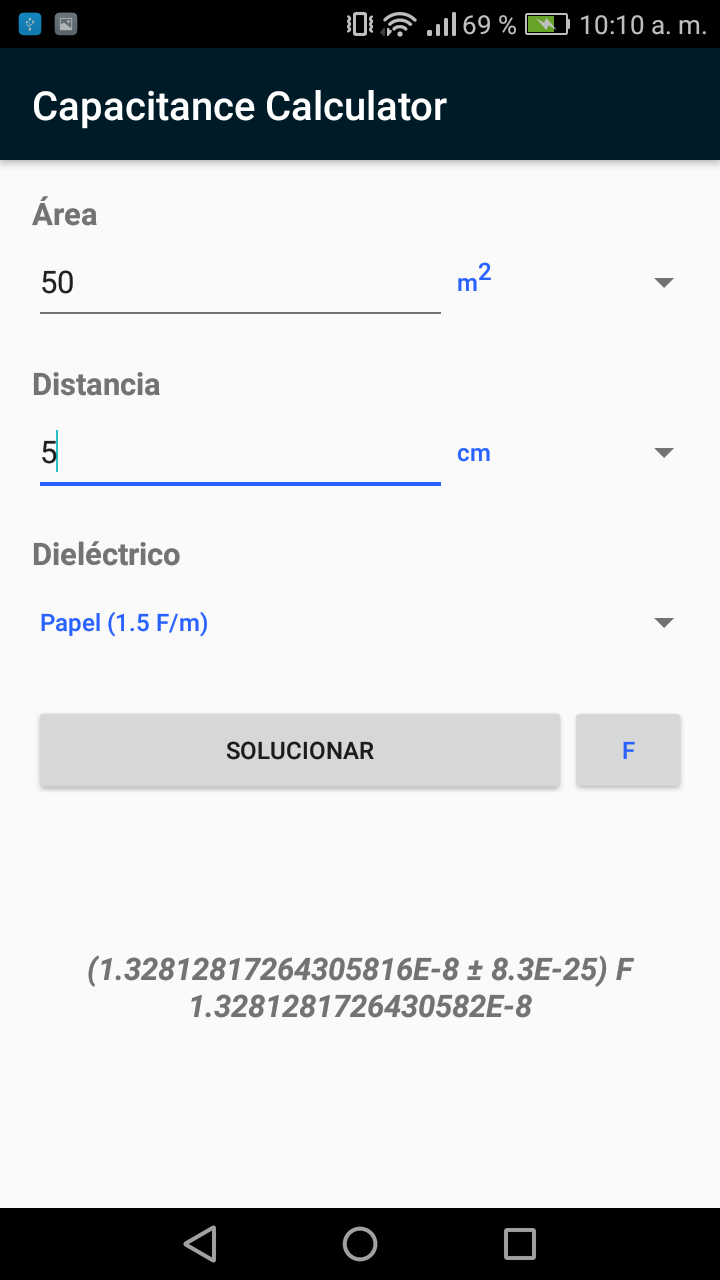 69 % 10:10 a. m.
Capacitance Calculator
Área
50 m²
Distancia
5 cm
Dieléctrico
Papel (1.5 F/m)
SOLUCIONAR F
(1.32812817264305816E-8 ± 8.3E-25) F
1.3281281726430582E-8